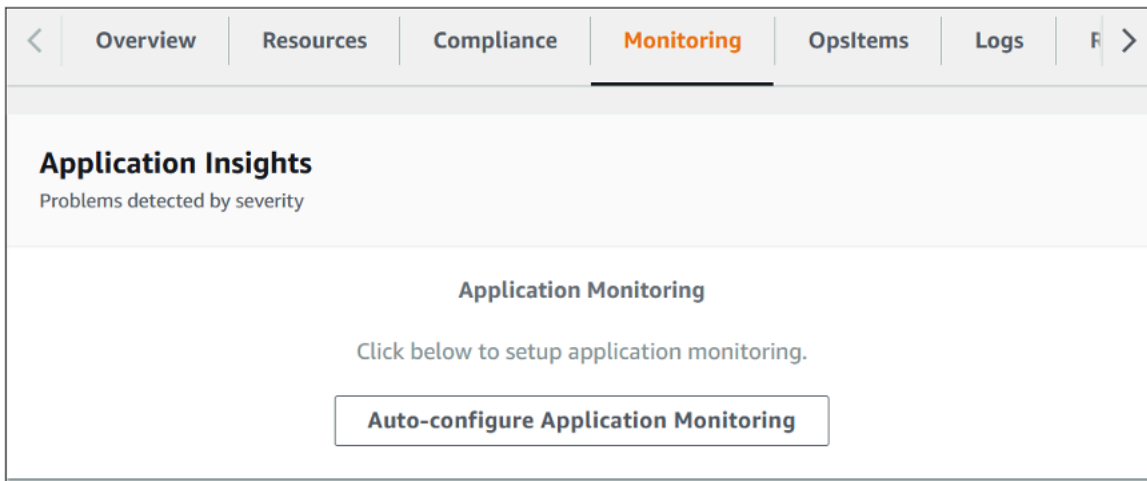 Overview Resources Compliance Monitoring OpsItems Logs
Application Insights
Problems detected by severity
Application Monitoring
Click below to setup application monitoring.
Auto-configure Application Monitoring